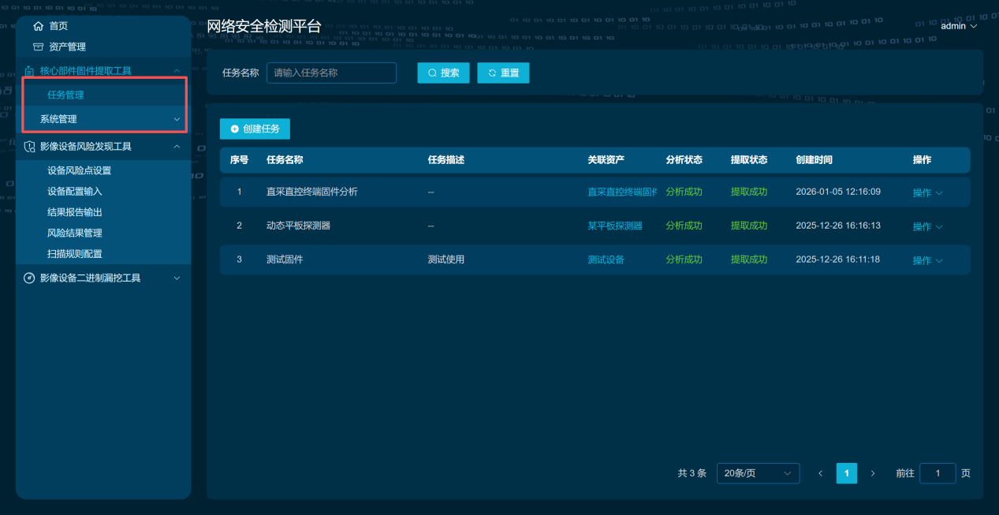 首页
资产管理
核心部件固件提取工具
任务管理
系统管理
影像设备风险发现工具
设备风险点设置
设备配置输入
结果报告输出
风险结果管理
扫描规则配置
影像设备二进制漏挖工具
网络安全检测平台
admin
任务名称 请输入任务名称 搜索 重置
创建任务
序号 任务名称 任务描述 关联资产 分析状态 提取状态 创建时间 操作
1 直采直控终端固件分析 -- 直采直控终端固件 分析成功 提取成功 2026-01-05 12:16:09 操作
2 动态平板探测器 -- 某平板探测器 分析成功 提取成功 2025-12-26 16:16:13 操作
3 测试固件 测试使用 测试设备 分析成功 提取成功 2025-12-26 16:11:18 操作
共 3 条 20条/页 1 前往 1 页